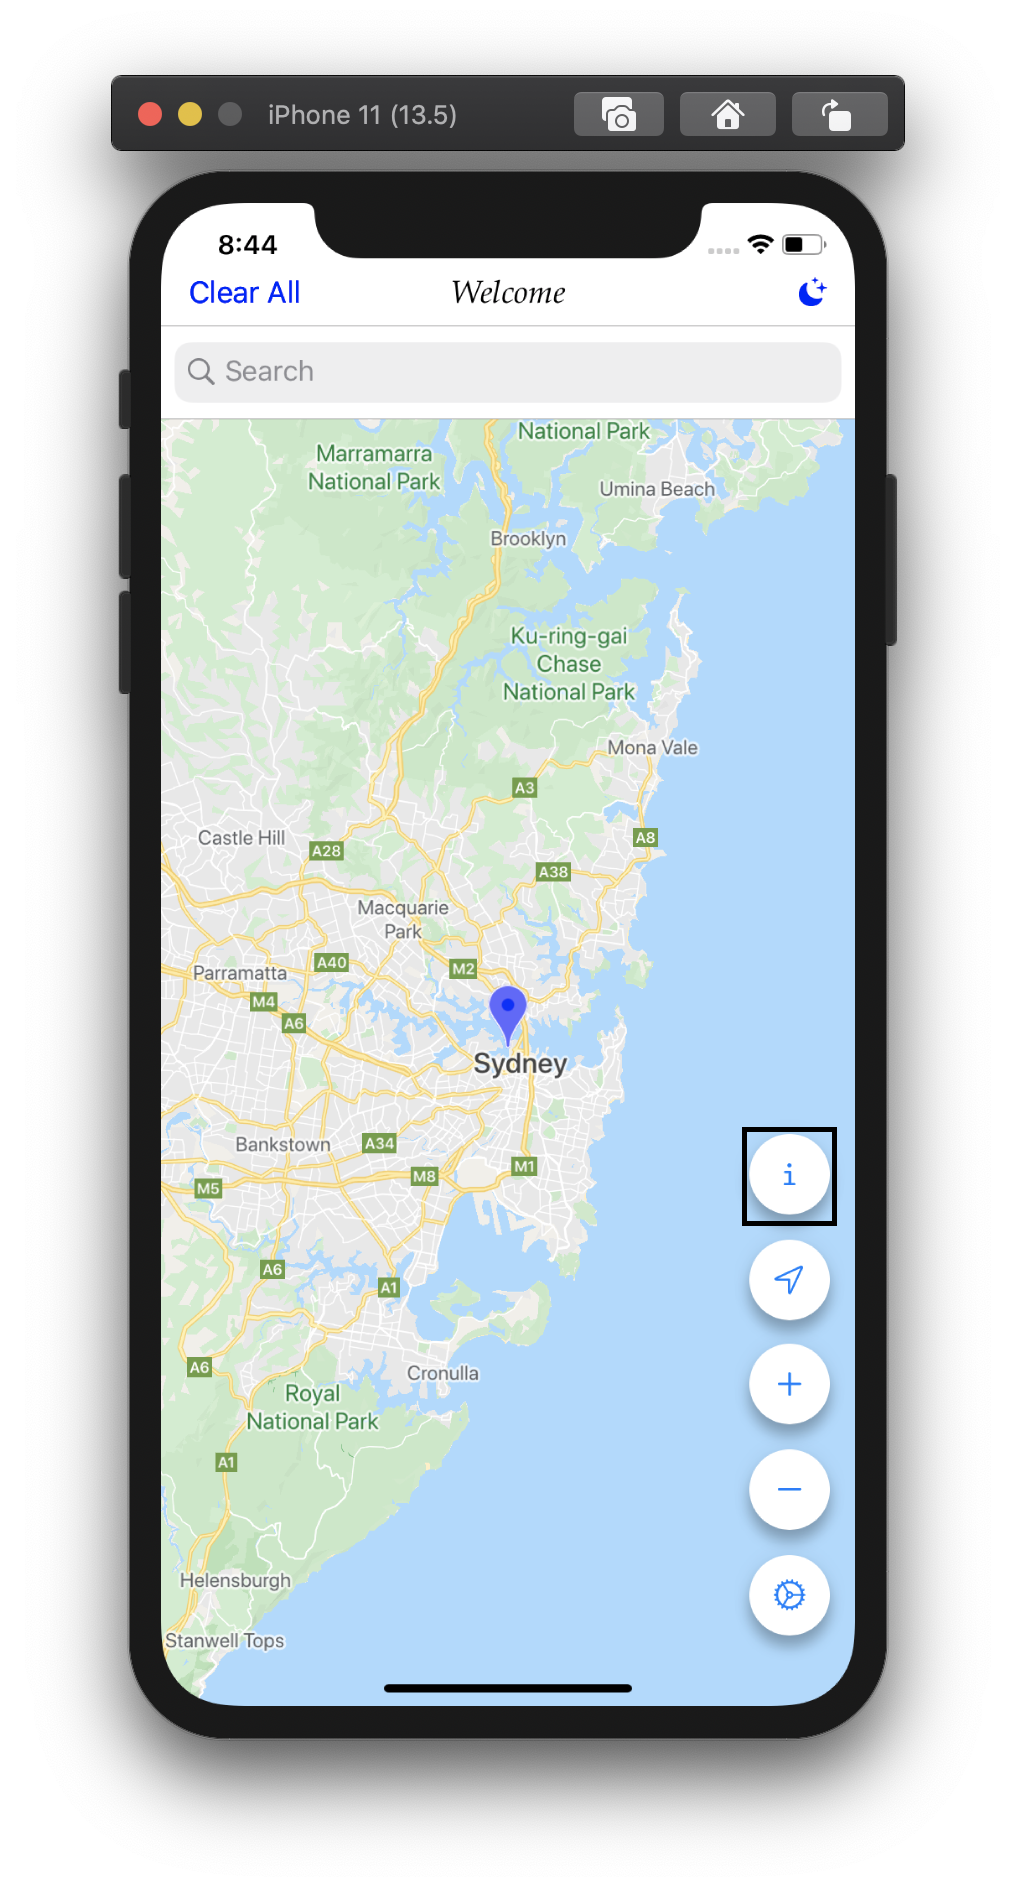 iPhone 11 (13.5)
8:44
Clear All
Welcome
Search
National Park
Marramarra
National Park
Umina Beach
Brooklyn
Ku-ring-gai
Chase
National Park
Mona Vale
A3
A8
Castle Hill
A28
A38
Macquarie
Park
Parramatta
A40
M2
M4
A6
Sydney
Bankstown
A34
M1
M8
M5
i
A6
A1
A6
Cronulla
Royal
National Park
A1
Helensburgh
Stanwell Tops